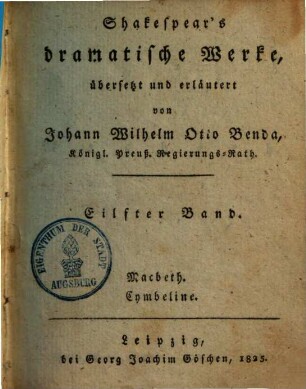 Shakespear's
dramatische Werke,
übersetzt und erläutert
von
Johann Wilhelm Otto Benda,
Königl. Preuß. Regierungs-Rath.
Eilfter Band.
EIGENTHUM DER STADT
AUGSBURG
Macbeth.
Cymbeline.
Leipzig,
bei Georg Joachim Göschen, 1825.